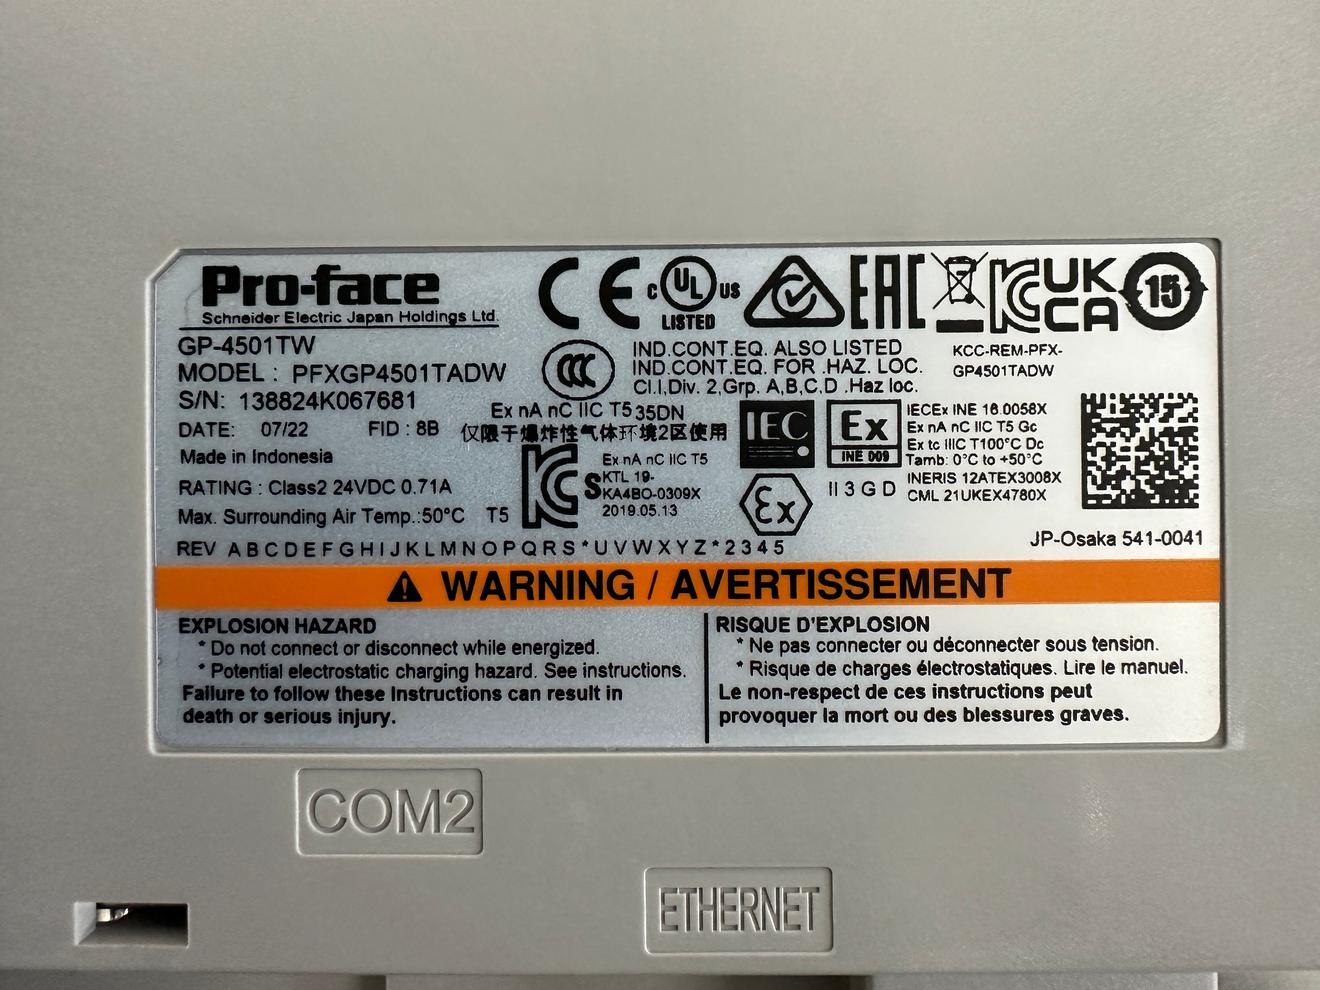 Pro-face
Schneider Electric Japan Holdings Ltd.
GP-4501TW
MODEL : PFXGP4501TADW
S/N: 138824K067681
DATE: 07/22 FID : 8B
Made in Indonesia
RATING : Class2 24VDC 0.71A
Max. Surrounding Air Temp.:50°C T5
REV A B C D E F G H I J K L M N O P Q R S * U V W X Y Z * 2 3 4 5
CE
c UL US
LISTED
EAC
UK
CA
15
CCC
IND.CONT.EQ. ALSO LISTED
IND.CONT.EQ. FOR .HAZ. LOC.
Cl.I,Div. 2,Grp. A,B,C,D .Haz loc.
35DN
KCC-REM-PFX-
GP4501TADW
Ex nA nC IIC T5
仅限于爆炸性气体环境2区使用
S
Ex nA nC IIC T5
KTL 19-
KA4BO-0309X
2019.05.13
IEC
Ex
INE 009
Ex
II 3 G D
IECEx INE 16.0058X
Ex nA nC IIC T5 Gc
Ex tc IIIC T100°C Dc
Tamb: 0°C to +50°C
INERIS 12ATEX3008X
CML 21UKEX4780X
JP-Osaka 541-0041
WARNING / AVERTISSEMENT
EXPLOSION HAZARD
* Do not connect or disconnect while energized.
* Potential electrostatic charging hazard. See instructions.
Failure to follow these Instructions can result in
death or serious injury.
RISQUE D'EXPLOSION
* Ne pas connecter ou déconnecter sous tension.
* Risque de charges électrostatiques. Lire le manuel.
Le non-respect de ces instructions peut
provoquer la mort ou des blessures graves.
COM2
ETHERNET